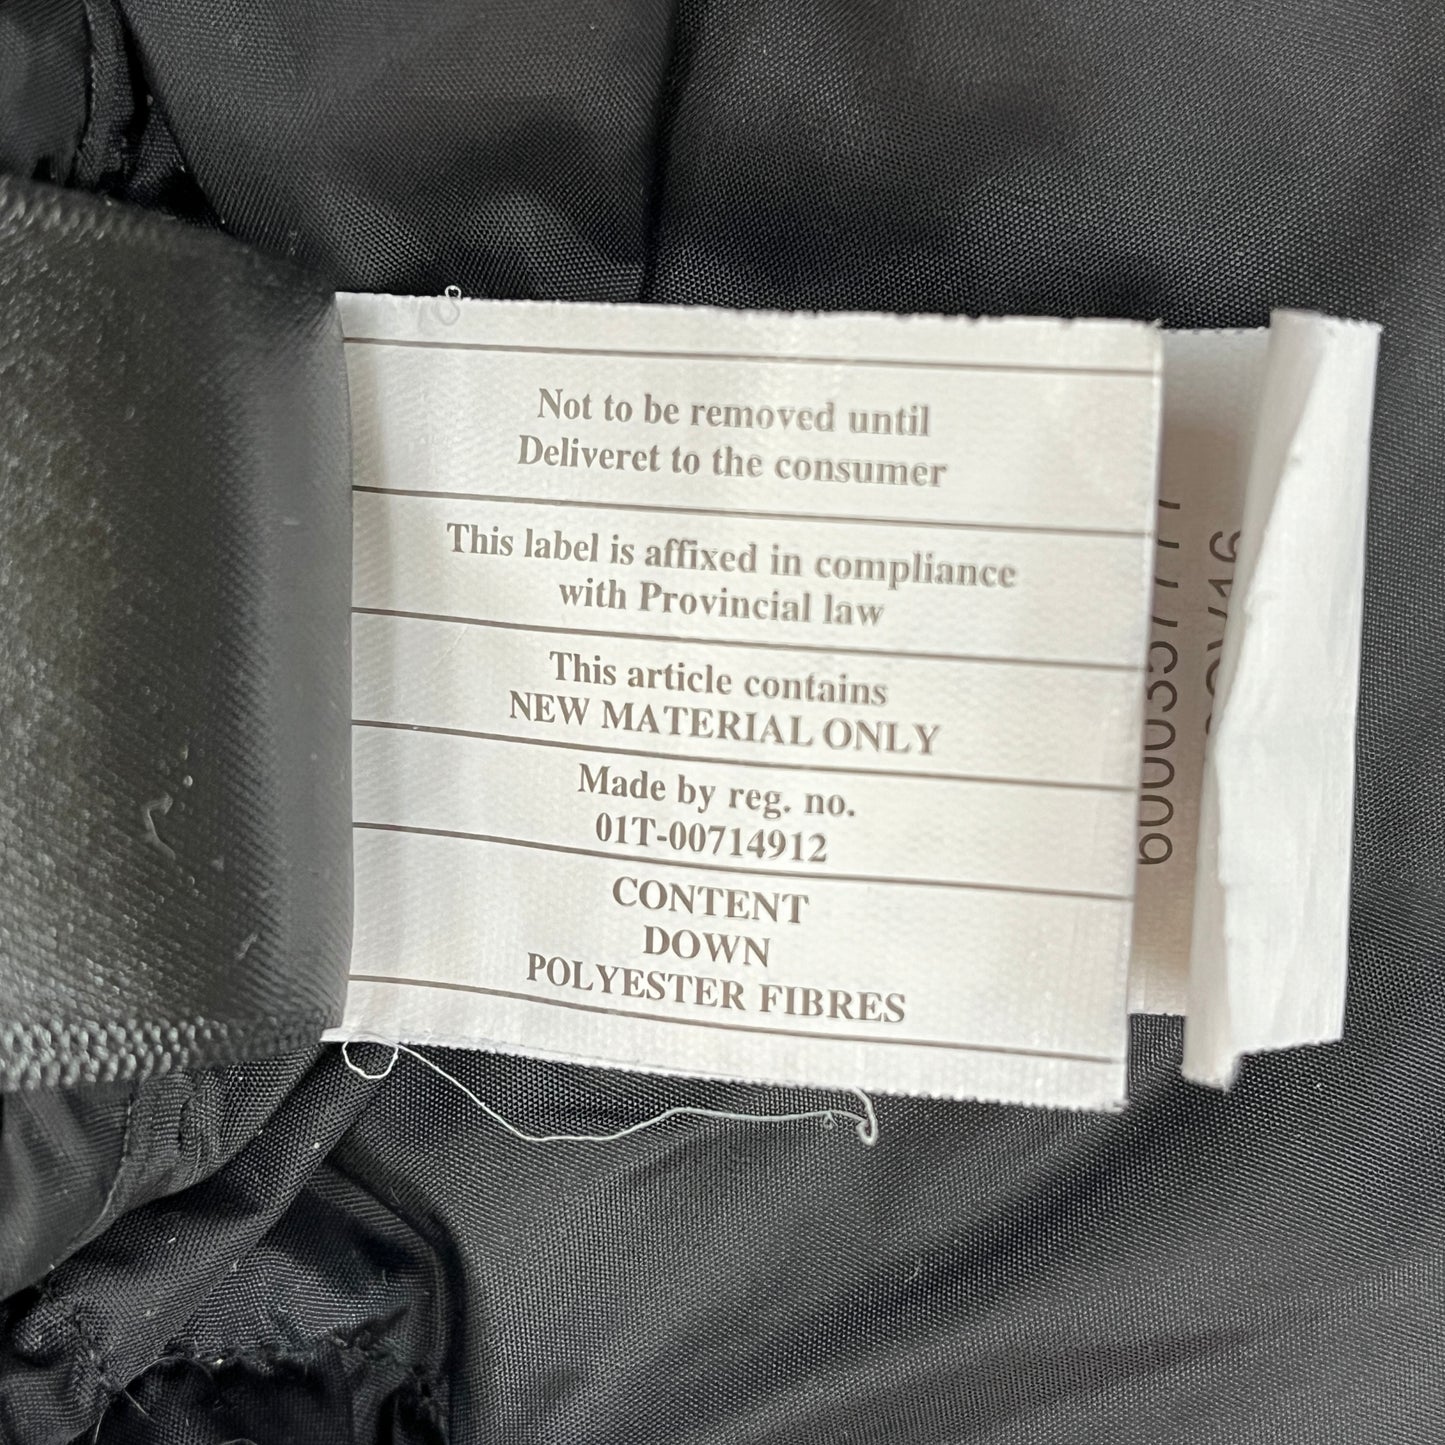 Not to be removed until
Deliveret to the consumer
This label is affixed in compliance
with Provincial law
This article contains
NEW MATERIAL ONLY
Made by reg. no.
01T-00714912
CONTENT
DOWN
POLYESTER FIBRES